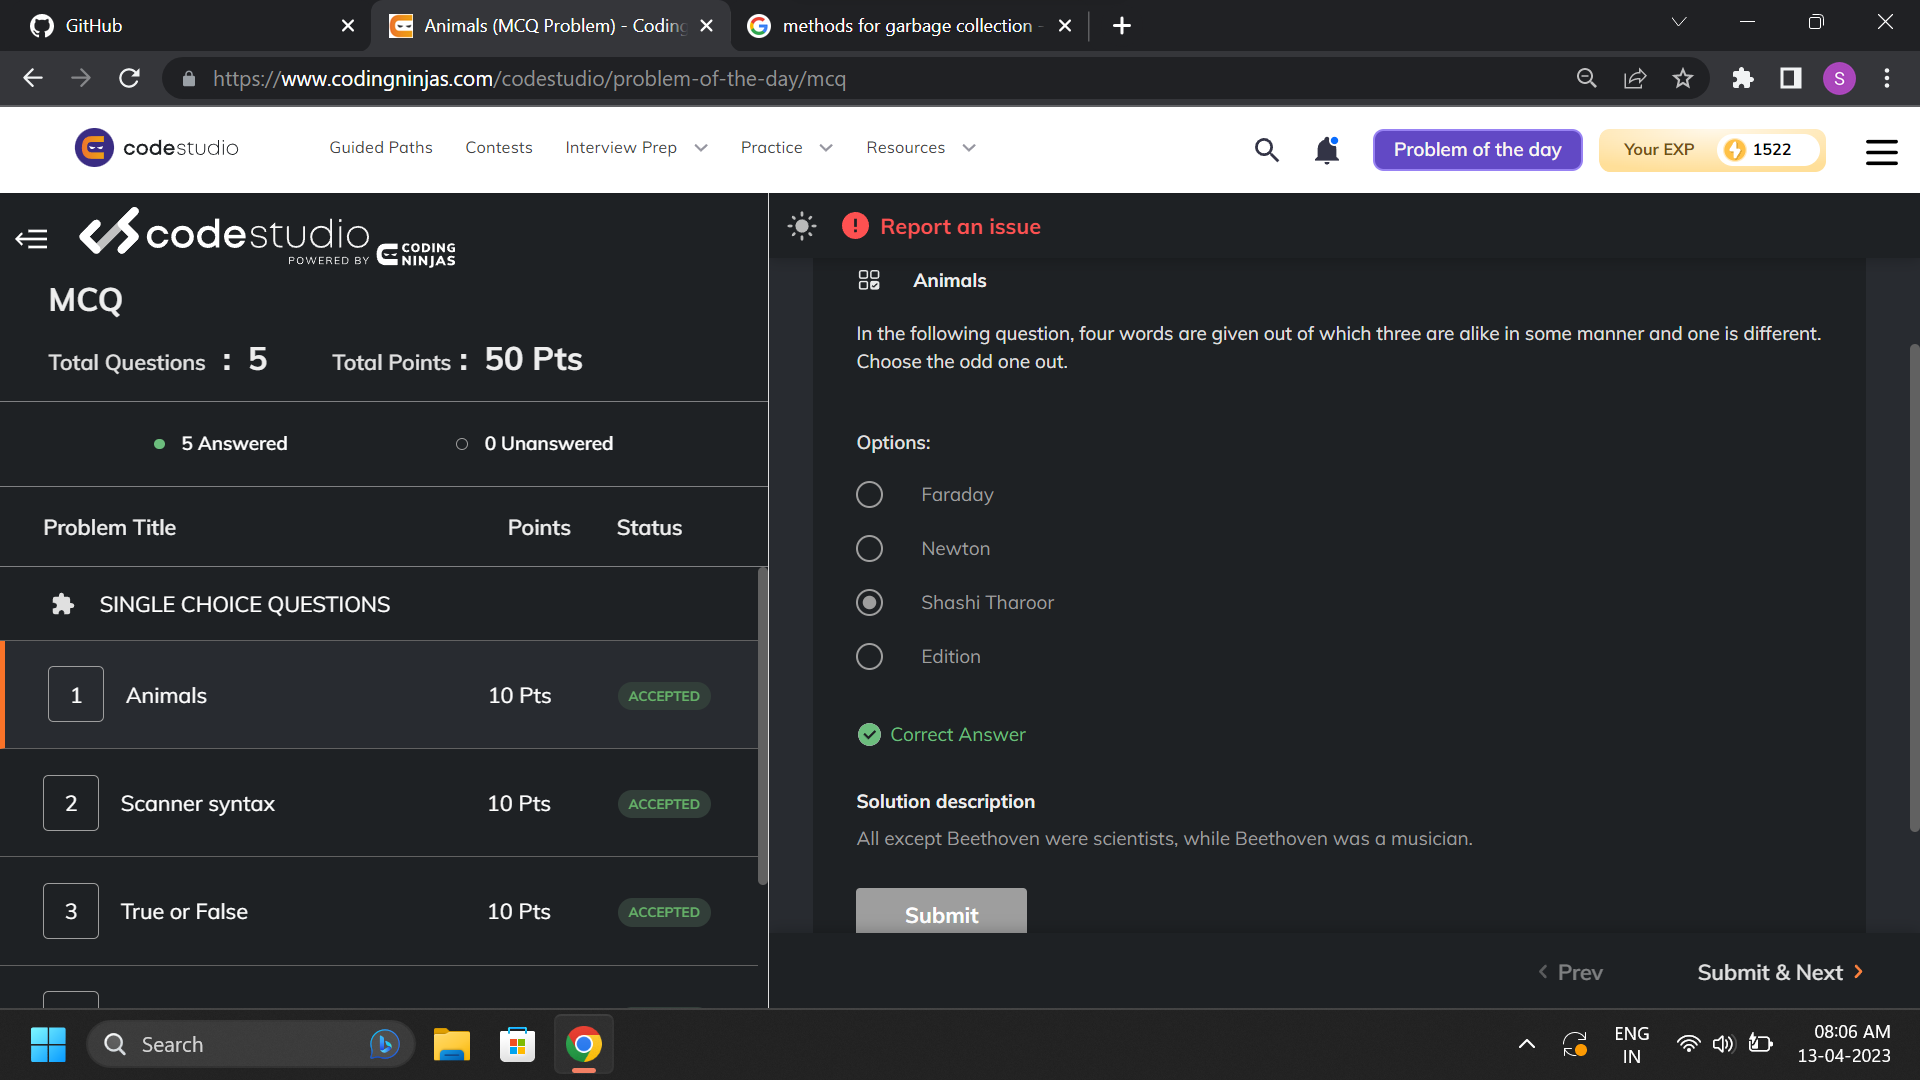 GitHub
Animals (MCQ Problem) - Coding
methods for garbage collection -
https://www.codingninjas.com/codestudio/problem-of-the-day/mcq
S
codestudio
Guided Paths
Contests
Interview Prep
Practice
Resources
Problem of the day
Your EXP
1522
codestudio
POWERED BY CODING NINJAS
MCQ
Total Questions : 5
Total Points : 50 Pts
5 Answered
0 Unanswered
Problem Title Points Status
SINGLE CHOICE QUESTIONS
1 Animals 10 Pts ACCEPTED
2 Scanner syntax 10 Pts ACCEPTED
3 True or False 10 Pts ACCEPTED
Report an issue
Animals
In the following question, four words are given out of which three are alike in some manner and one is different.
Choose the odd one out.
Options:
Faraday
Newton
Shashi Tharoor
Edition
Correct Answer
Solution description
All except Beethoven were scientists, while Beethoven was a musician.
Submit
Prev
Submit & Next
Search
ENG
IN
08:06 AM
13-04-2023